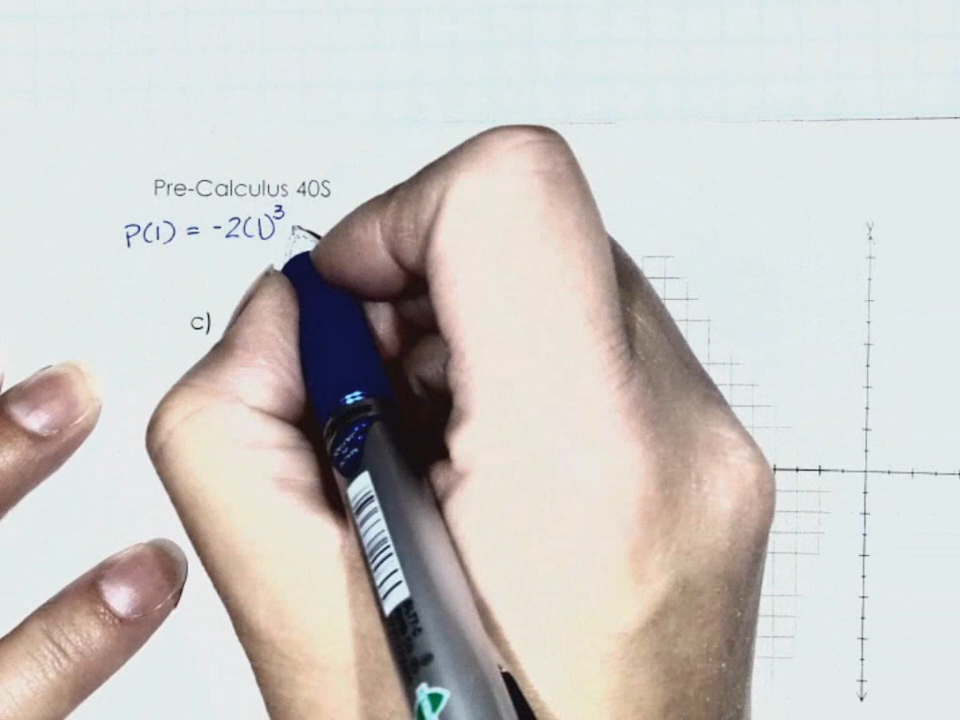 Pre-Calculus 40S
P(1) = -2(1)³
c)
y